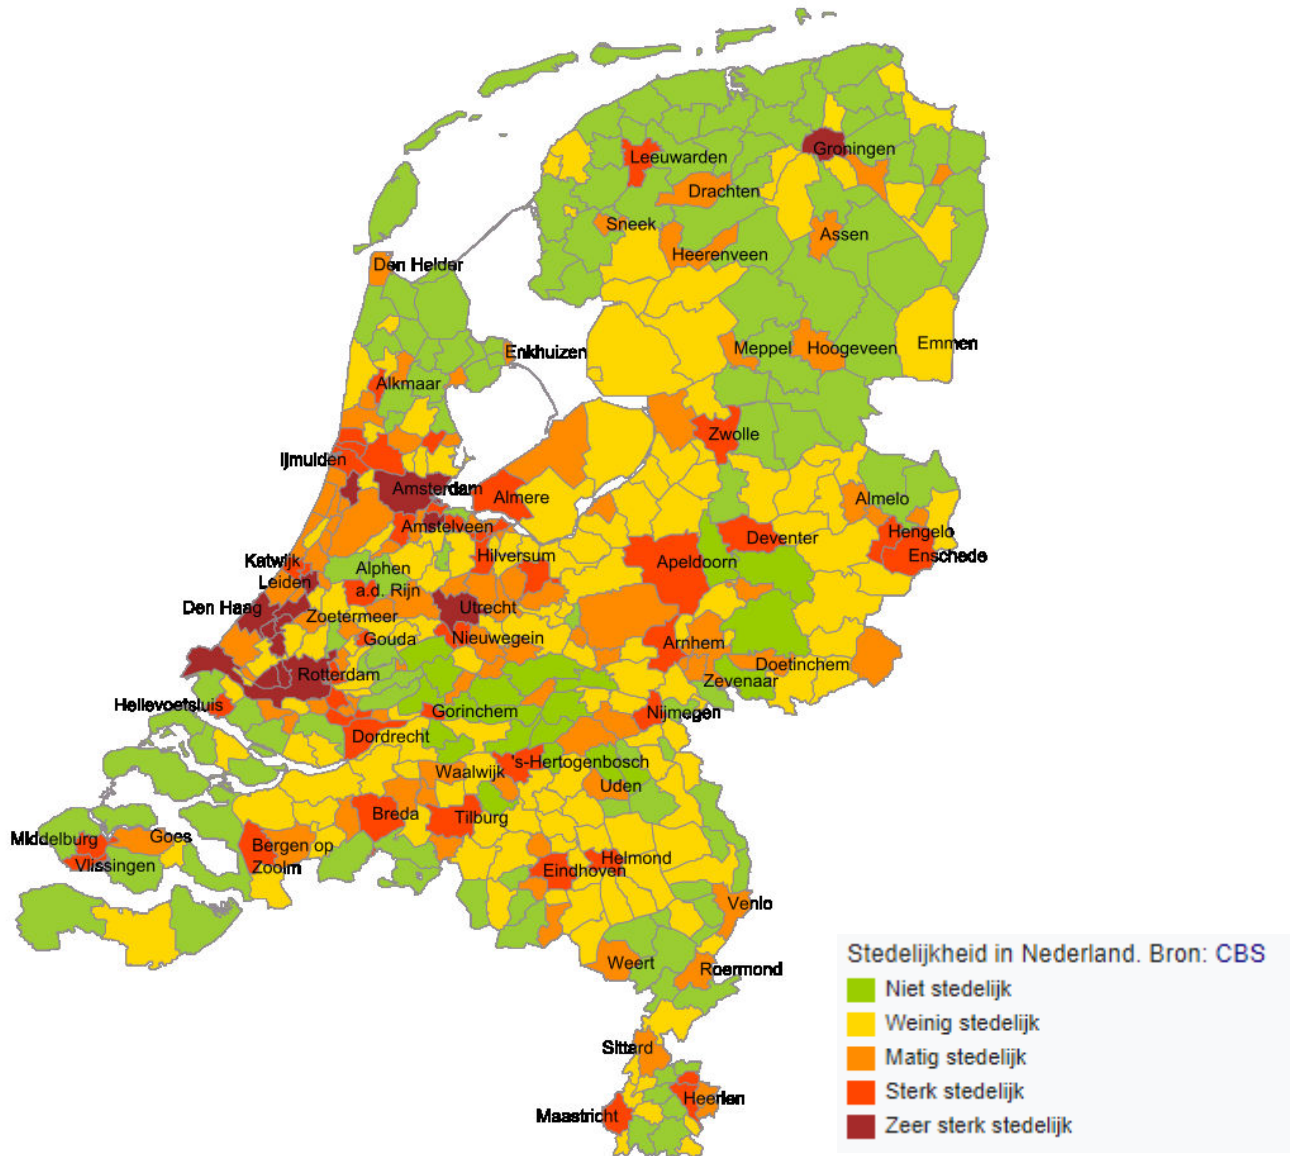 Groningen
Leeuwarden
Drachten
Sneek
Assen
Heerenveen
Den Helder
Emmen
Meppel
Hoogeveen
Enkhuizen
Alkmaar
Zwolle
Ijmuiden
Amsterdam
Almere
Almelo
Amstelveen
Hengelo
Deventer
Enschede
Hilversum
Katwijk
Apeldoorn
Alphen
a.d. Rijn
Leiden
Den Haag
Utrecht
Zoetermeer
Gouda
Nieuwegein
Arnhem
Doetinchem
Rotterdam
Zevenaar
Hellevoetsluis
Gorinchem
Nijmegen
Dordrecht
's-Hertogenbosch
Waalwijk
Uden
Breda
Tilburg
Middelburg
Goes
Bergen op
Zoolm
Vlissingen
Helmond
Eindhoven
Venlo
Weert
Roermond
Sittard
Heerlen
Maastricht
Stedelijkheid in Nederland. Bron: CBS
Niet stedelijk
Weinig stedelijk
Matig stedelijk
Sterk stedelijk
Zeer sterk stedelijk